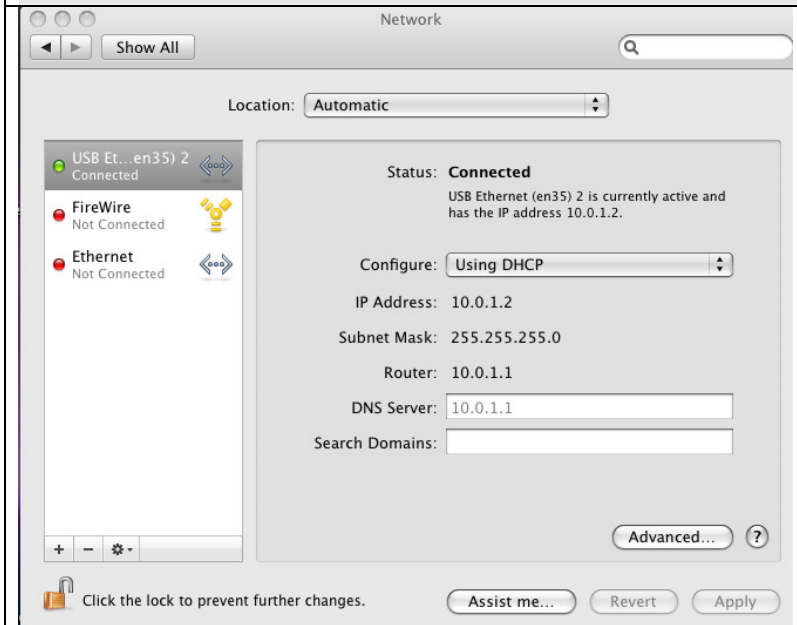 Network
Show All
Location: Automatic
USB Et...en35) 2
Connected
FireWire
Not Connected
Ethernet
Not Connected
Status: Connected
USB Ethernet (en35) 2 is currently active and
has the IP address 10.0.1.2.
Configure: Using DHCP
IP Address: 10.0.1.2
Subnet Mask: 255.255.255.0
Router: 10.0.1.1
DNS Server: 10.0.1.1
Search Domains:
Advanced... ?
+ −
Click the lock to prevent further changes.
Assist me... Revert Apply